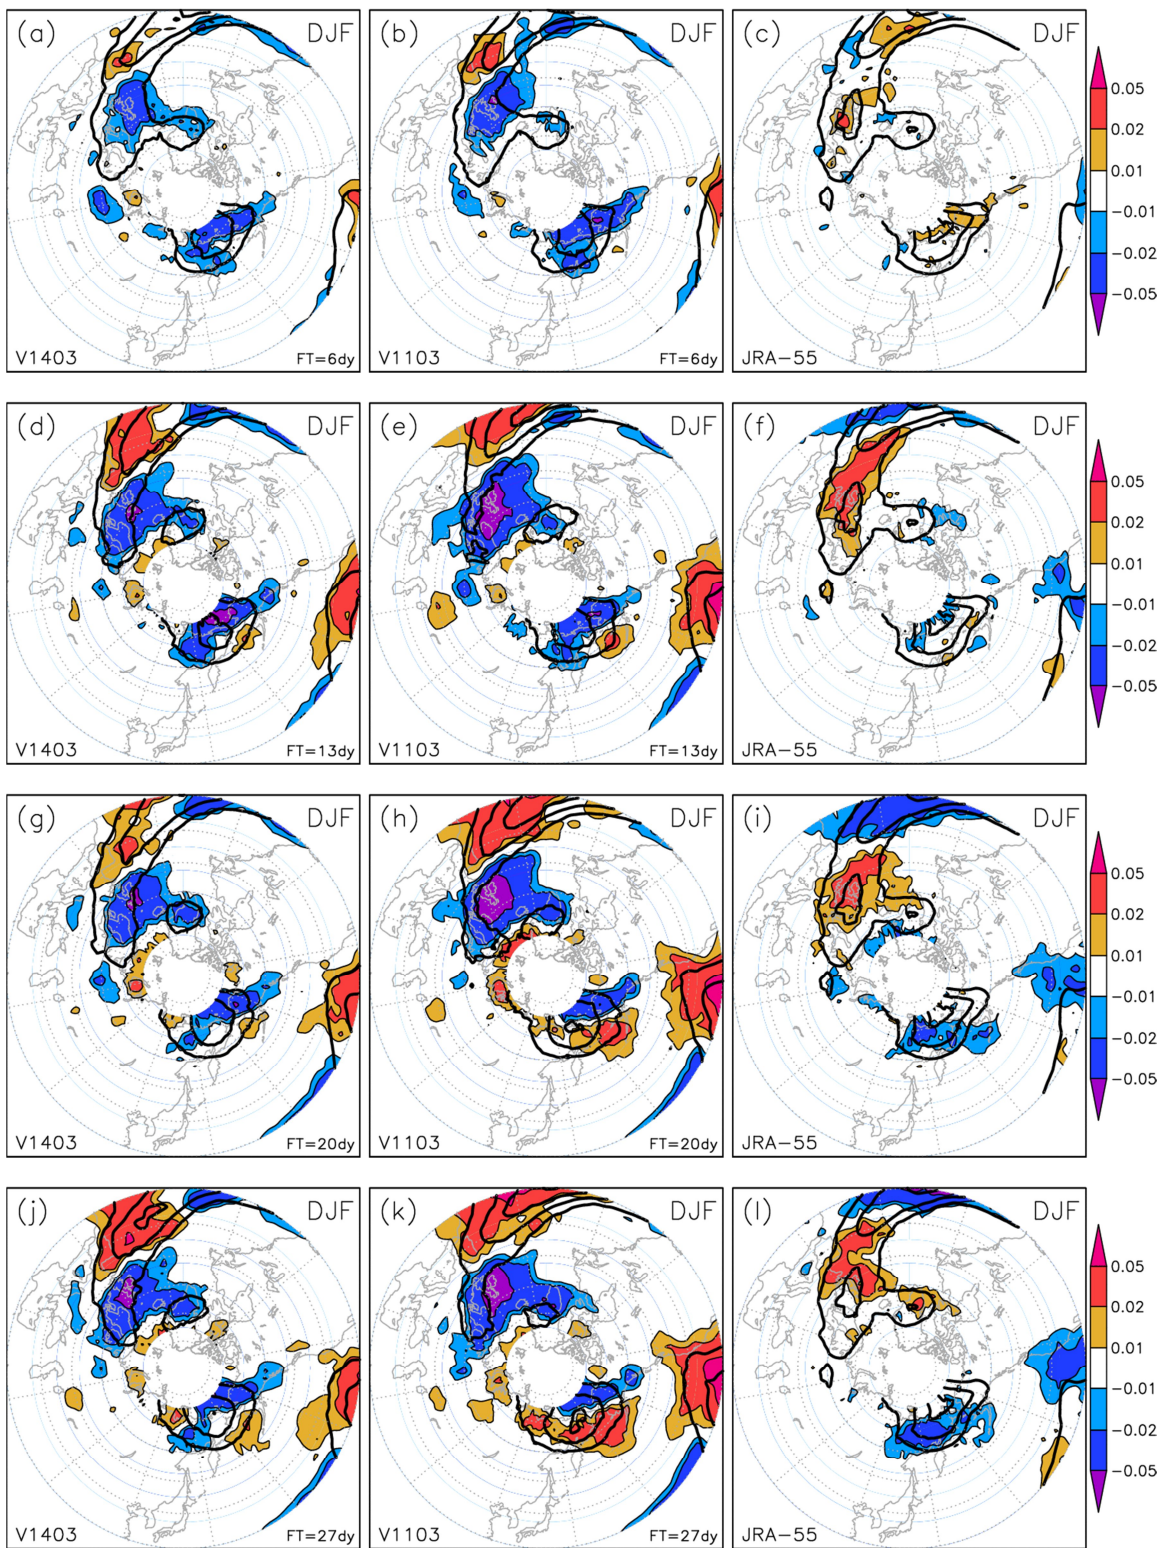 (a) DJF
V1403 FT=6dy
(b) DJF
V1103 FT=6dy
(c) DJF
JRA-55
0.05
0.02
0.01
-0.01
-0.02
-0.05
(d) DJF
V1403 FT=13dy
(e) DJF
V1103 FT=13dy
(f) DJF
JRA-55
0.05
0.02
0.01
-0.01
-0.02
-0.05
(g) DJF
V1403 FT=20dy
(h) DJF
V1103 FT=20dy
(i) DJF
JRA-55
0.05
0.02
0.01
-0.01
-0.02
-0.05
(j) DJF
V1403 FT=27dy
(k) DJF
V1103 FT=27dy
(l) DJF
JRA-55
0.05
0.02
0.01
-0.01
-0.02
-0.05